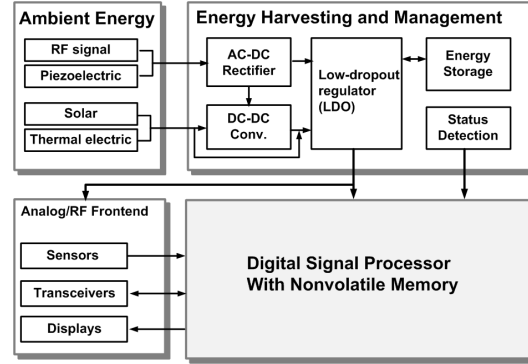 Ambient Energy
RF signal
Piezoelectric
Solar
Thermal electric
Energy Harvesting and Management
AC-DC
Rectifier
DC-DC
Conv.
Low-dropout
regulator
(LDO)
Energy
Storage
Status
Detection
Analog/RF Frontend
Sensors
Transceivers
Displays
Digital Signal Processor
With Nonvolatile Memory